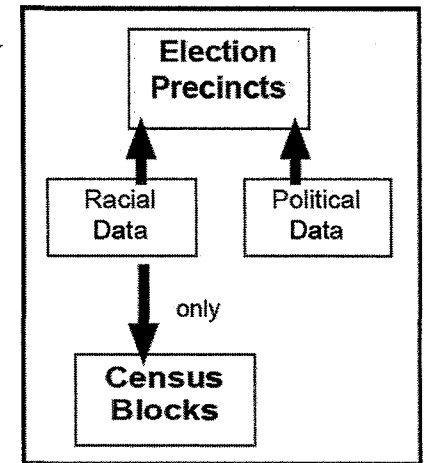 Election
Precincts
Racial
Data
Political
Data
only
Census
Blocks